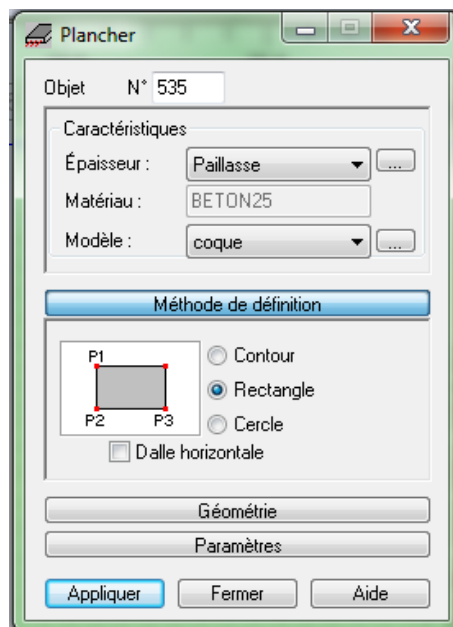 Plancher
Objet N° 535
Caractéristiques
Épaisseur : Paillasse ...
Matériau : BETON25
Modèle : coque ...
Méthode de définition
P1
P2 P3
Contour
Rectangle
Cercle
Dalle horizontale
Géométrie
Paramètres
Appliquer Fermer Aide